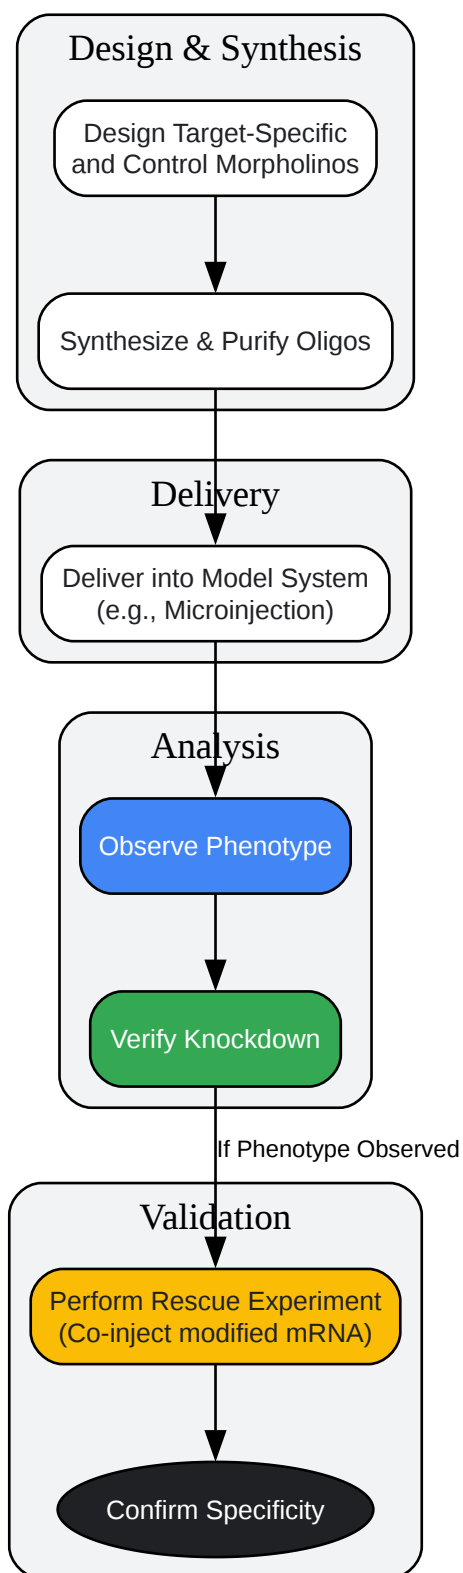 Design & Synthesis
Design Target-Specific
and Control Morpholinos
Synthesize & Purify Oligos
Delivery
Deliver into Model System
(e.g., Microinjection)
Analysis
Observe Phenotype
Verify Knockdown
If Phenotype Observed
Validation
Perform Rescue Experiment
(Co-inject modified mRNA)
Confirm Specificity